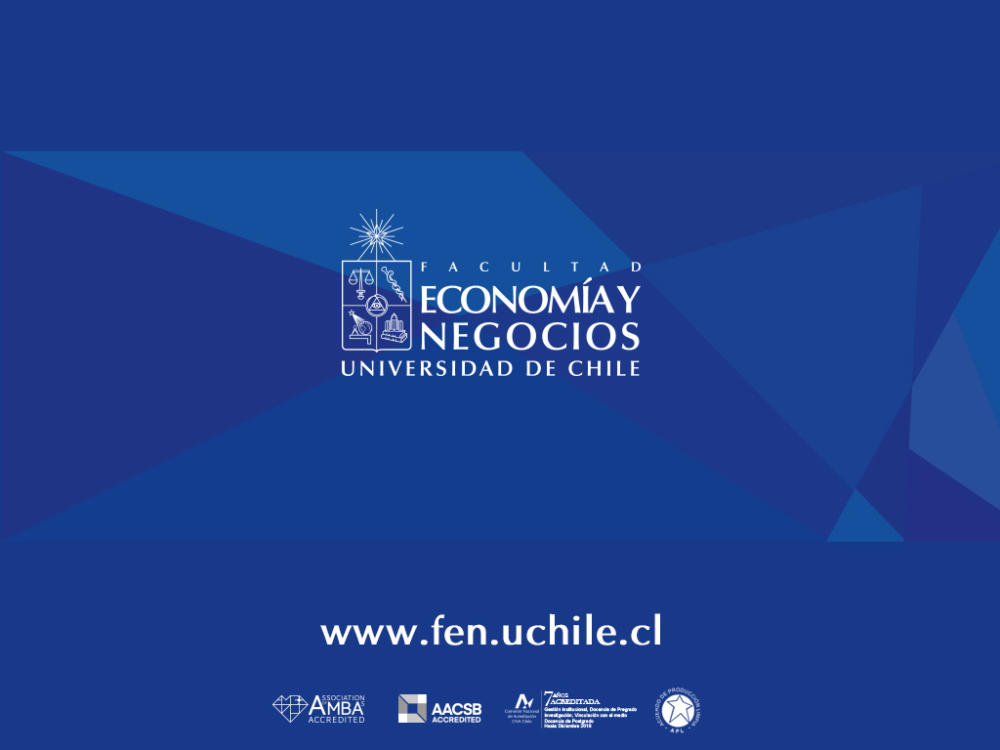 FACULTAD
ECONOMÍA Y
NEGOCIOS
UNIVERSIDAD DE CHILE
www.fen.uchile.cl
ASSOCIATION
AMBA'S
ACCREDITED
AACSB
ACCREDITED
Comisión Nacional
de Acreditación
CNA-Chile
7 AÑOS
ACREDITADA
Gestión Institucional, Docencia de Pregrado
Investigación, Vinculación con el medio
Docencia de Postgrado
Hasta Diciembre 2018
ACUERDO DE PRODUCCIÓN LIMPIA
· APL ·